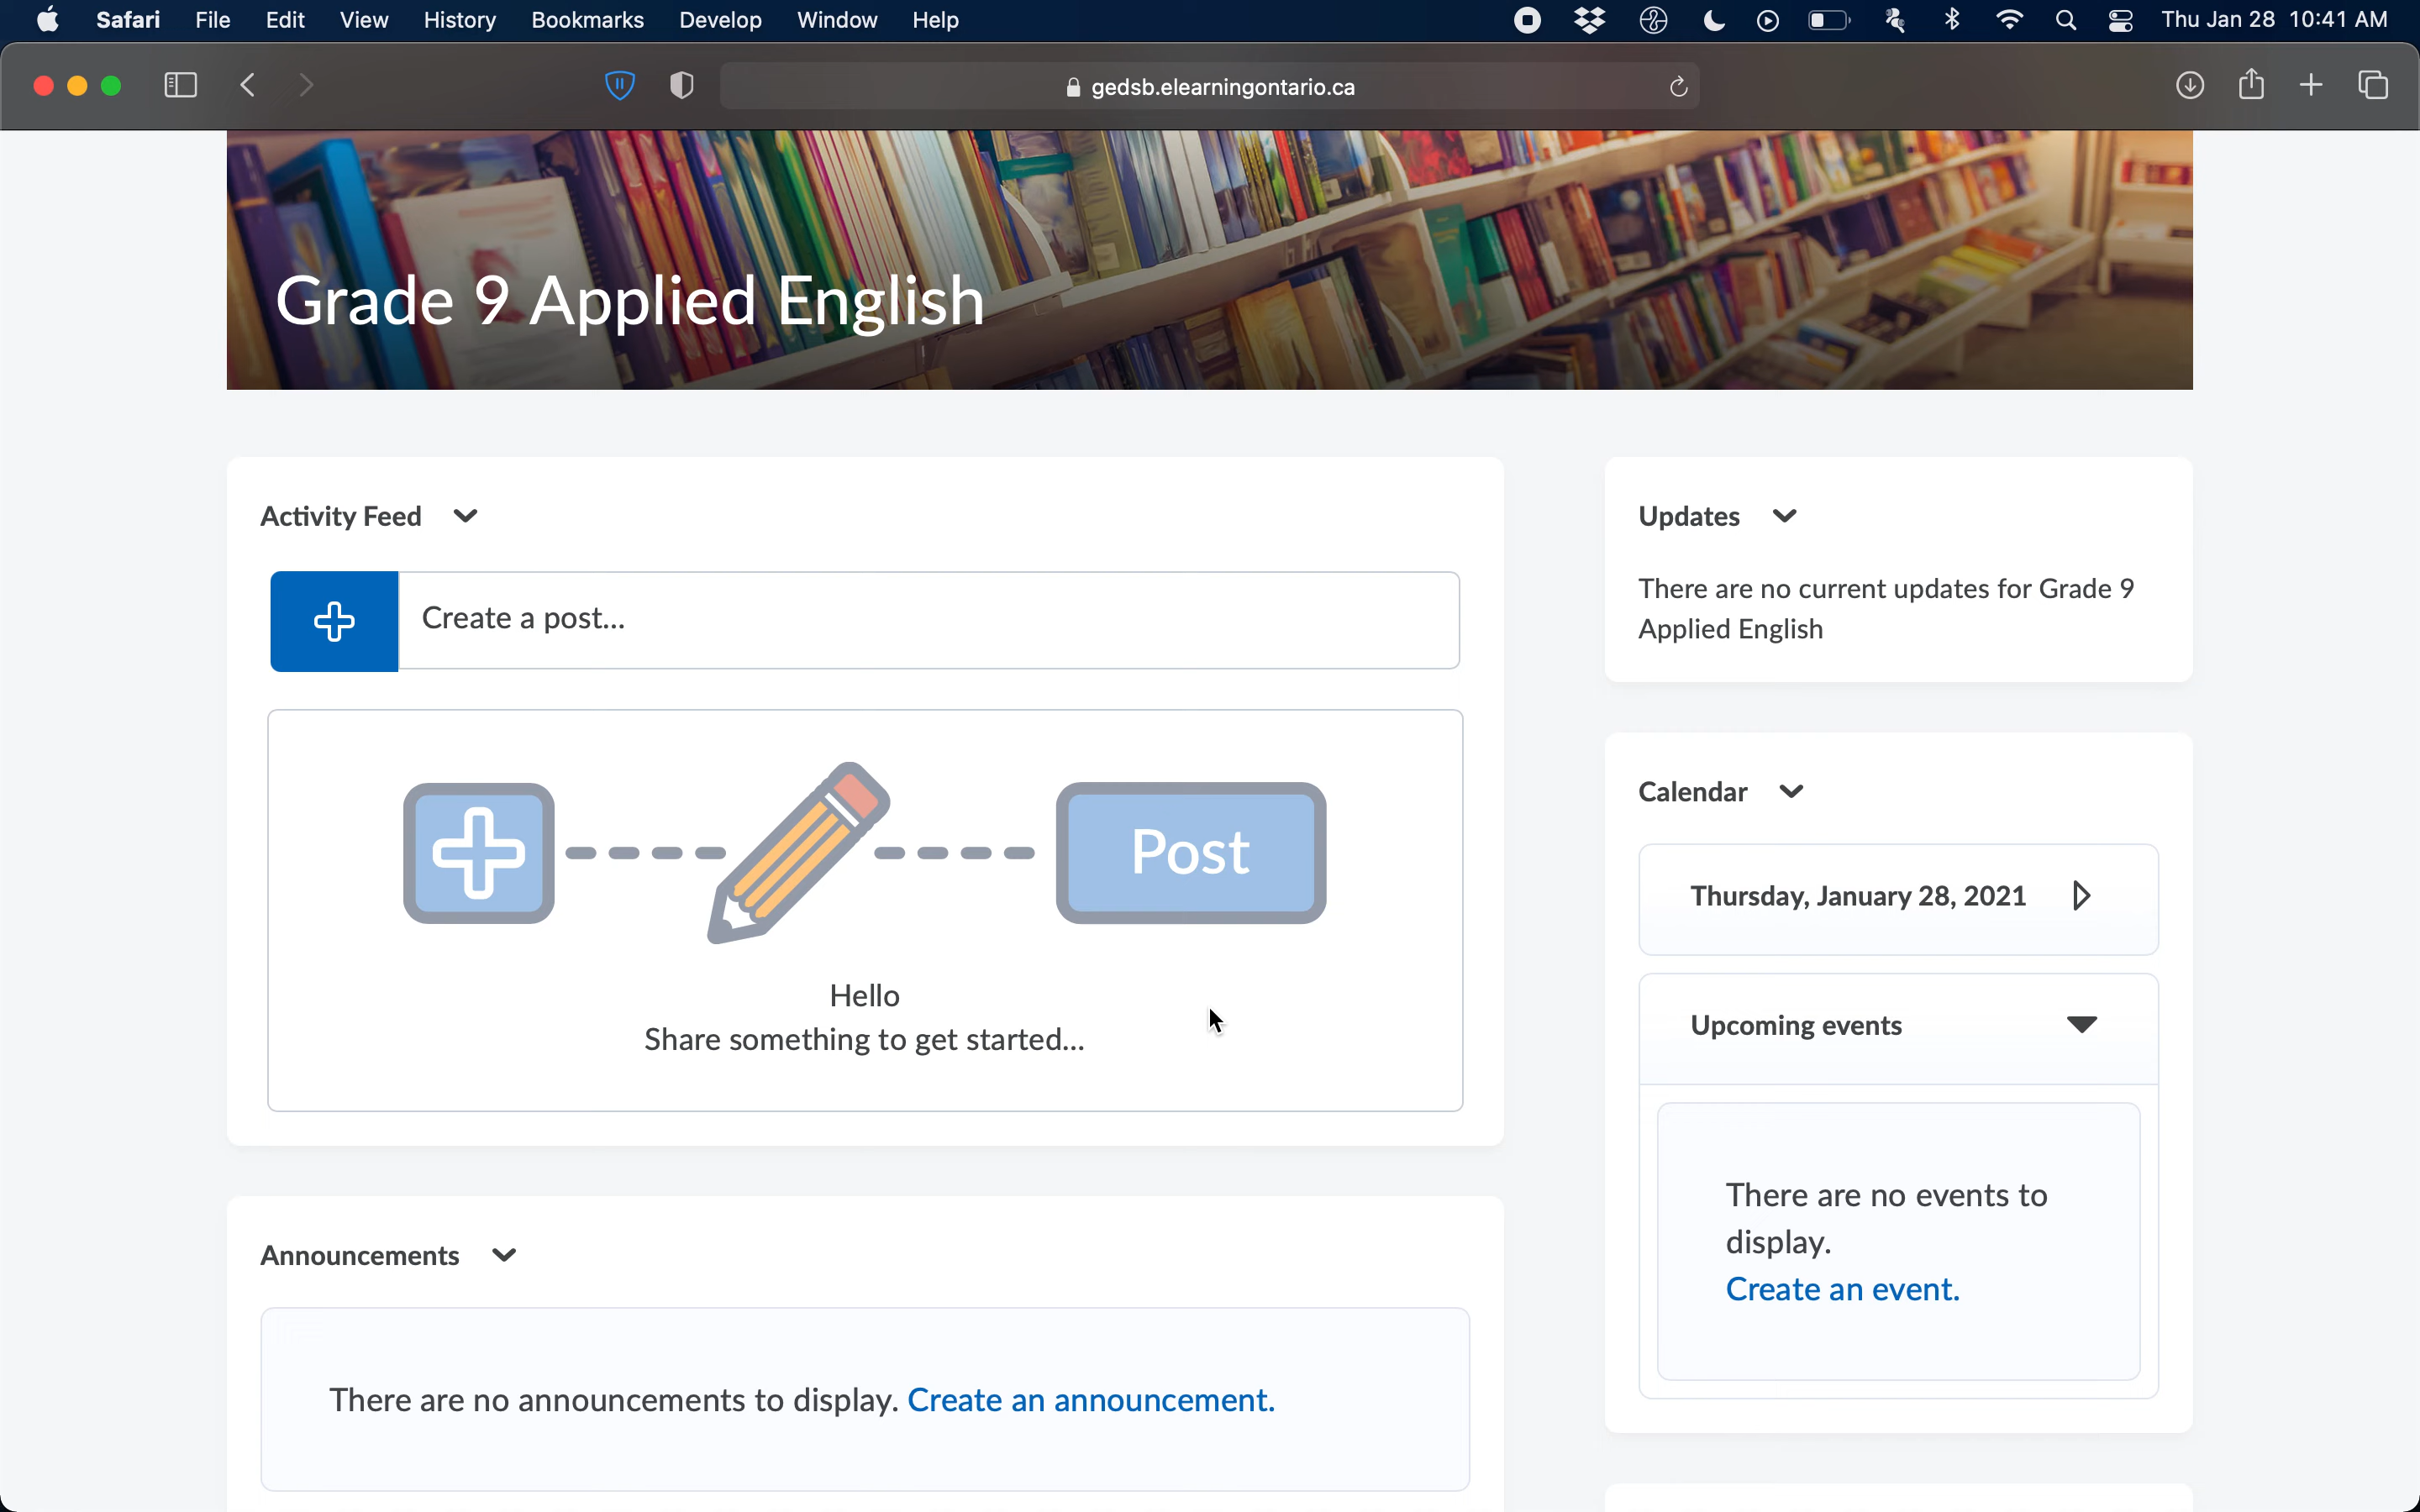 Safari File Edit View History Bookmarks Develop Window Help Thu Jan 28 10:41 AM
gedsb.elearningontario.ca
Grade 9 Applied English
Activity Feed
Create a post...
Post
Hello
Share something to get started...
Announcements
There are no announcements to display. Create an announcement.
Updates
There are no current updates for Grade 9
Applied English
Calendar
Thursday, January 28, 2021
Upcoming events
There are no events to
display.
Create an event.